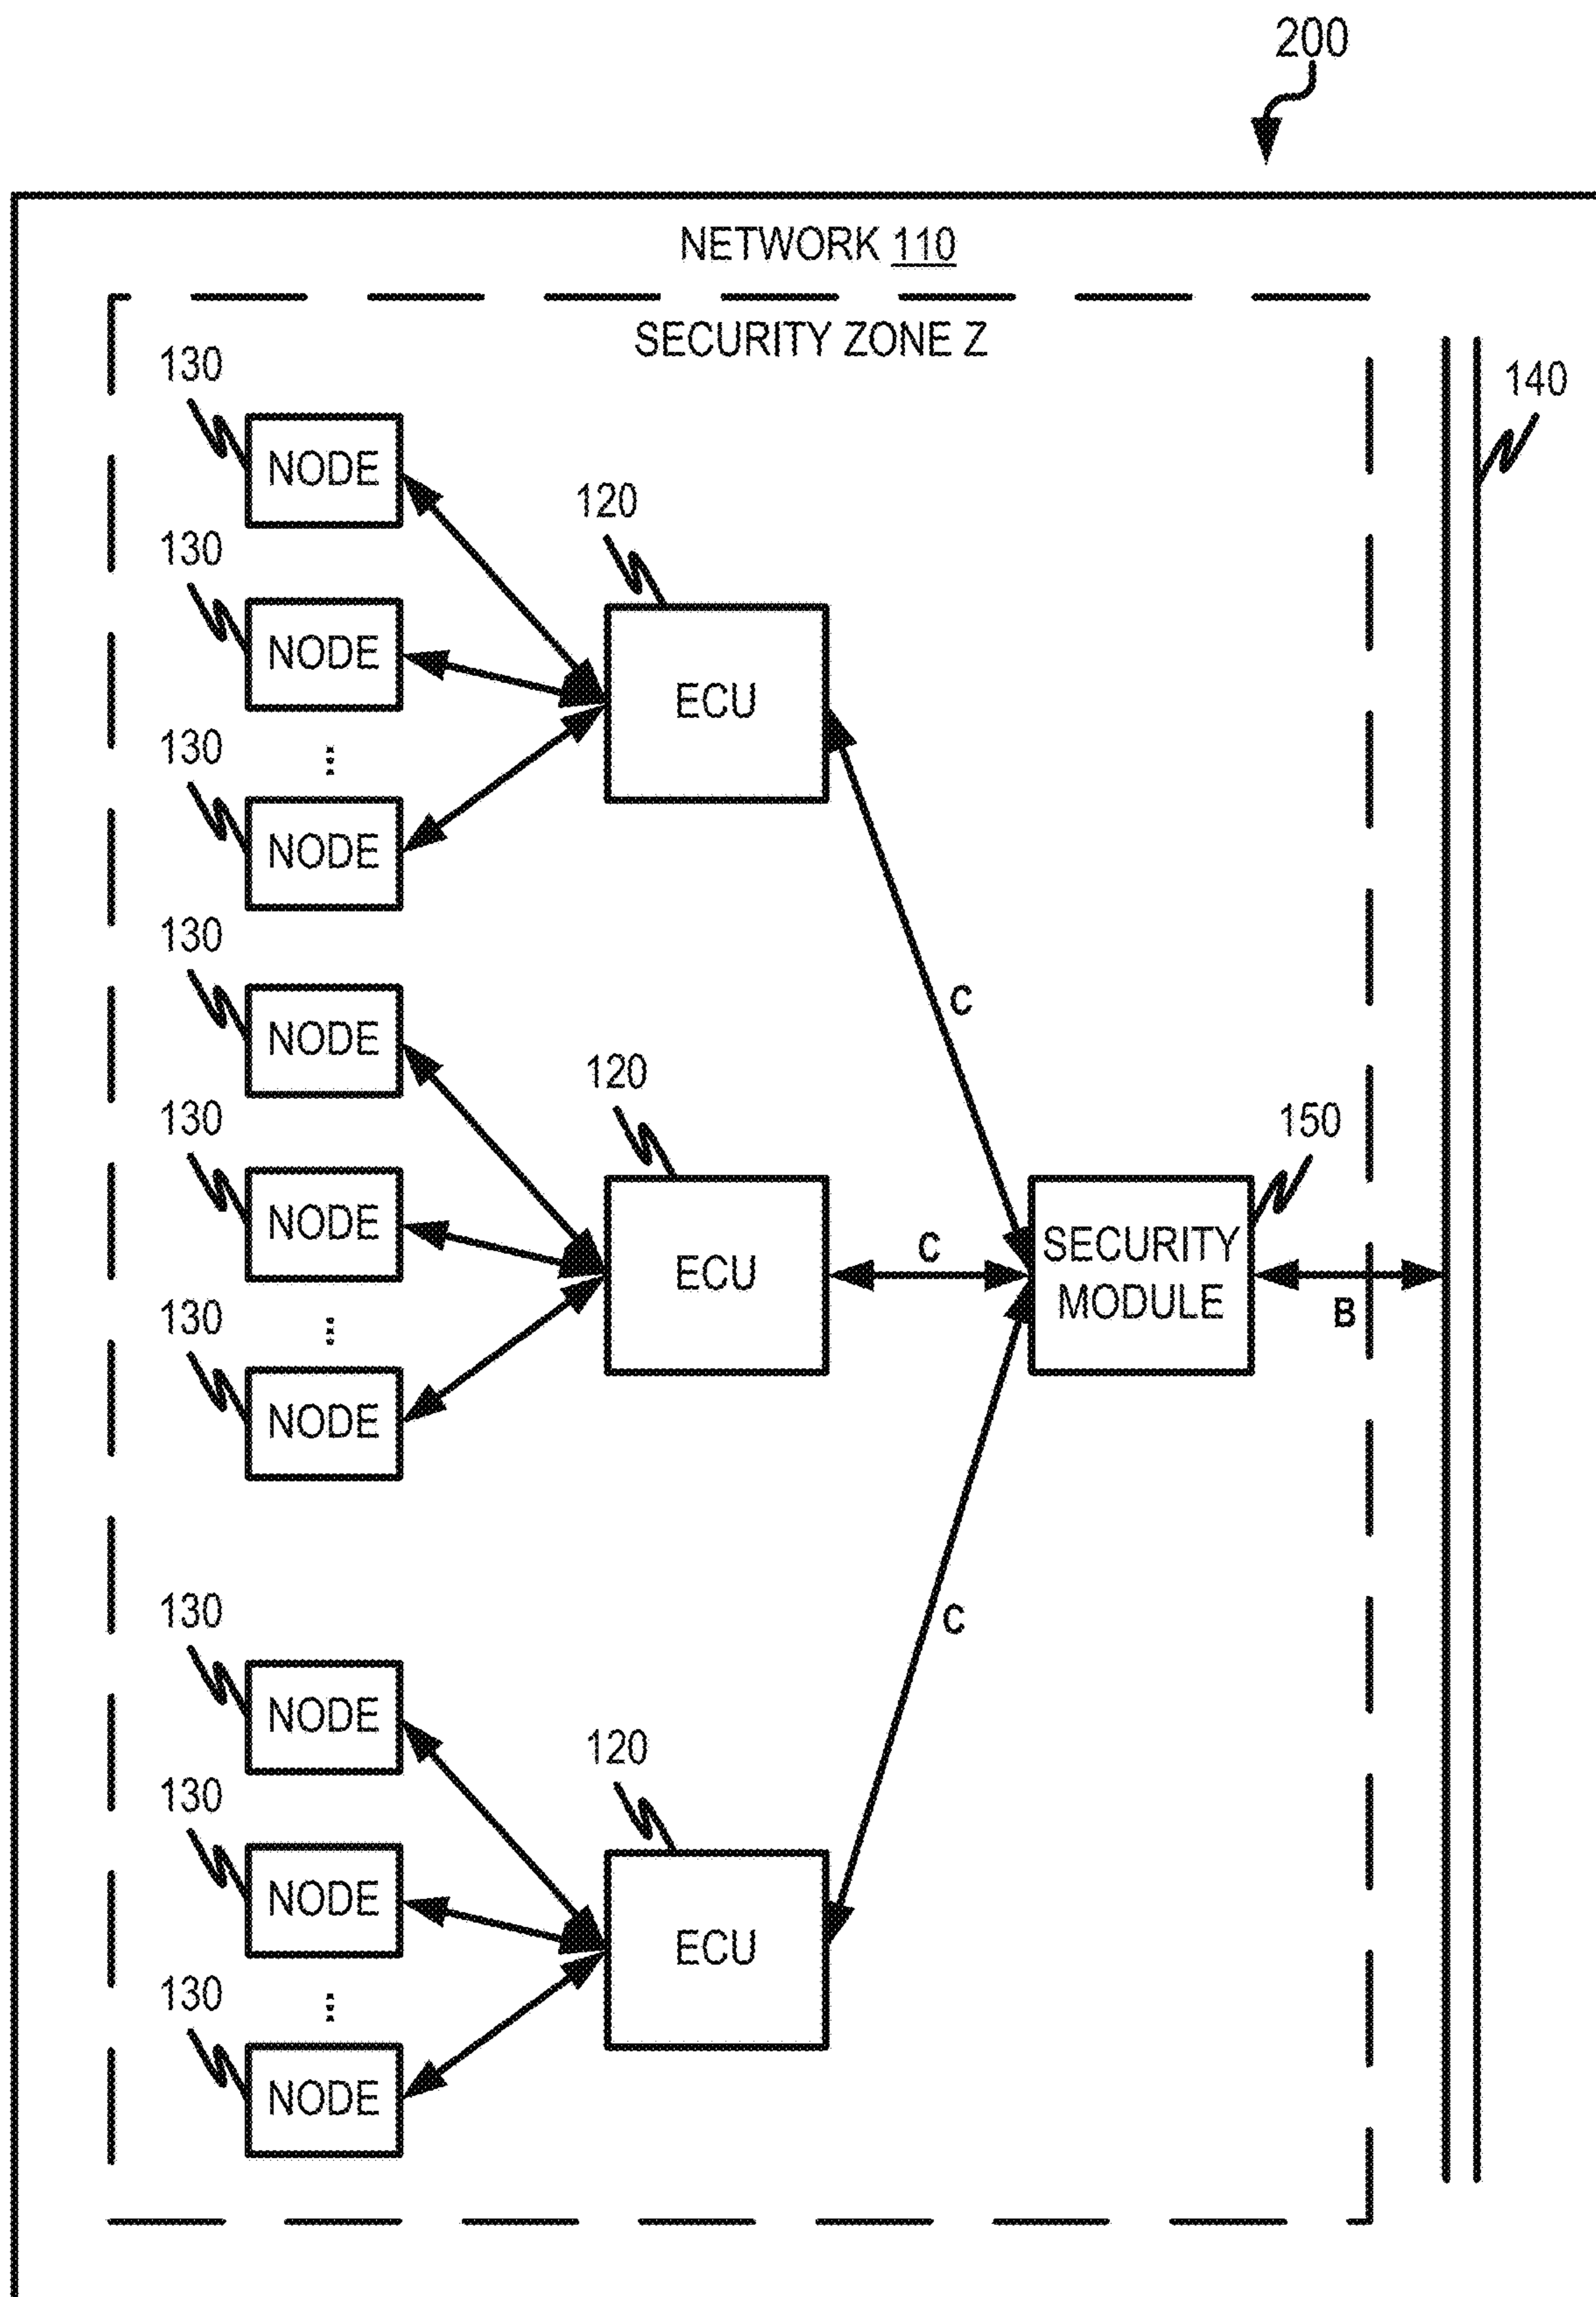 200
NETWORK 110
SECURITY ZONE Z
130
140
NODE
120
130
NODE
ECU
130
...
NODE
130
C
NODE
120
130
150
NODE
ECU
C
SECURITY
MODULE
B
130
...
NODE
130
C
NODE
120
130
NODE
ECU
130
...
NODE